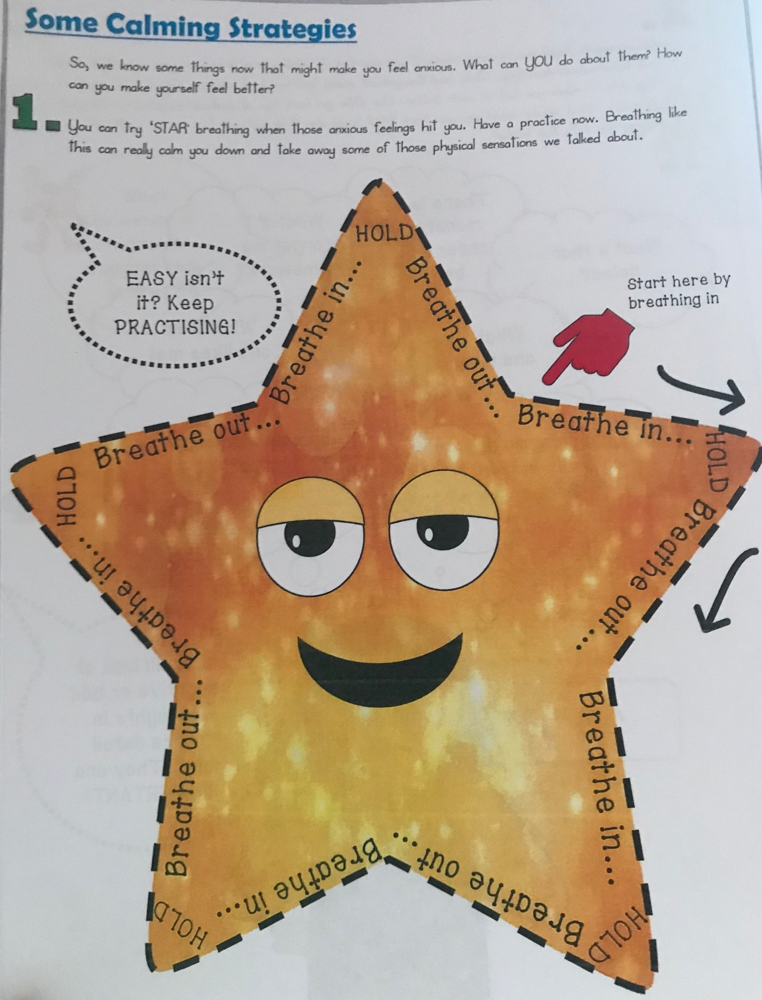 Some Calming Strategies
So, we know some things now that might make you feel anxious. What can YOU do about them? How
can you make yourself feel better?
1.
You can try 'STAR' breathing when those anxious feelings hit you. Have a practice now. Breathing like
this can really calm you down and take away some of those physical sensations we talked about.
EASY isn't
it? Keep
PRACTISING!
Start here by
breathing in
Breathe in...
HOLD
Breathe out...
Breathe in...
HOLD
Breathe out...
Breathe in...
HOLD
Breathe out...
Breathe in...
HOLD
Breathe out...
Breathe in...
HOLD
Breathe out...